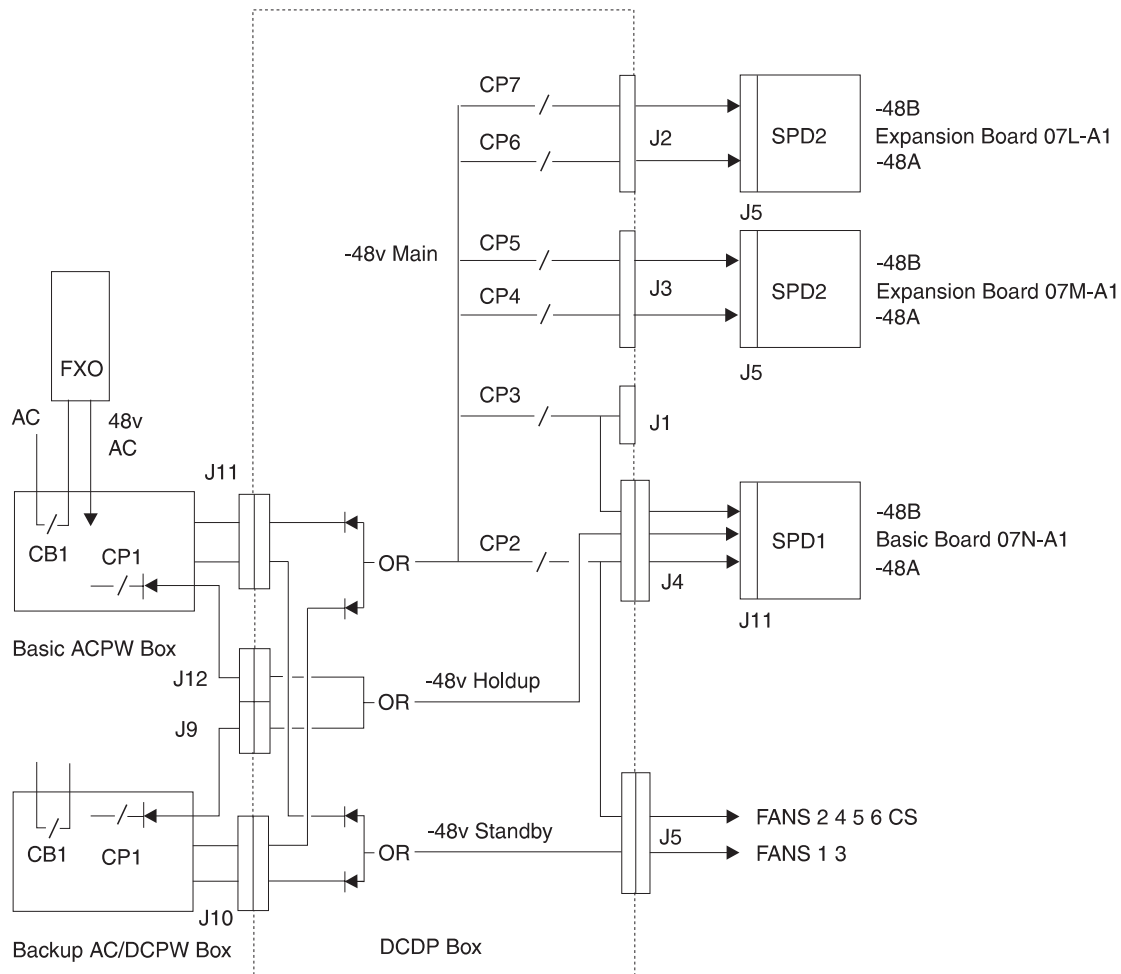 CP7
-48B
J2
SPD2
Expansion Board 07L-A1
CP6
-48A
J5
CP5
-48v Main
-48B
J3
SPD2
Expansion Board 07M-A1
CP4
-48A
FXO
J5
CP3
AC
48v
AC
J1
J11
-48B
CP2
SPD1
Basic Board 07N-A1
CB1
CP1
OR
-48A
J4
J11
Basic ACPW Box
J12
-48v Holdup
OR
J9
FANS 2 4 5 6 CS
-48v Standby
J5
CB1
CP1
OR
FANS 1 3
J10
Backup AC/DCPW Box
DCDP Box